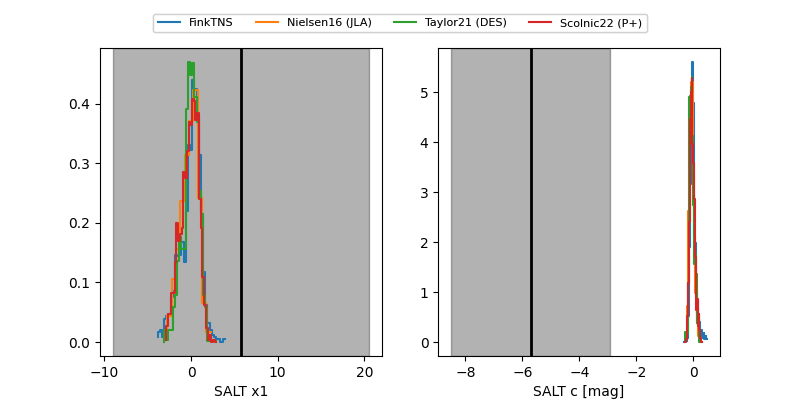 FinkTNS Nielsen16 (JLA) Taylor21 (DES) Scolnic22 (P+)
0.4
0.3
0.2
0.1
0.0
−10 0 10 20
SALT x1
5
4
3
2
1
0
−8 −6 −4 −2 0
SALT c [mag]